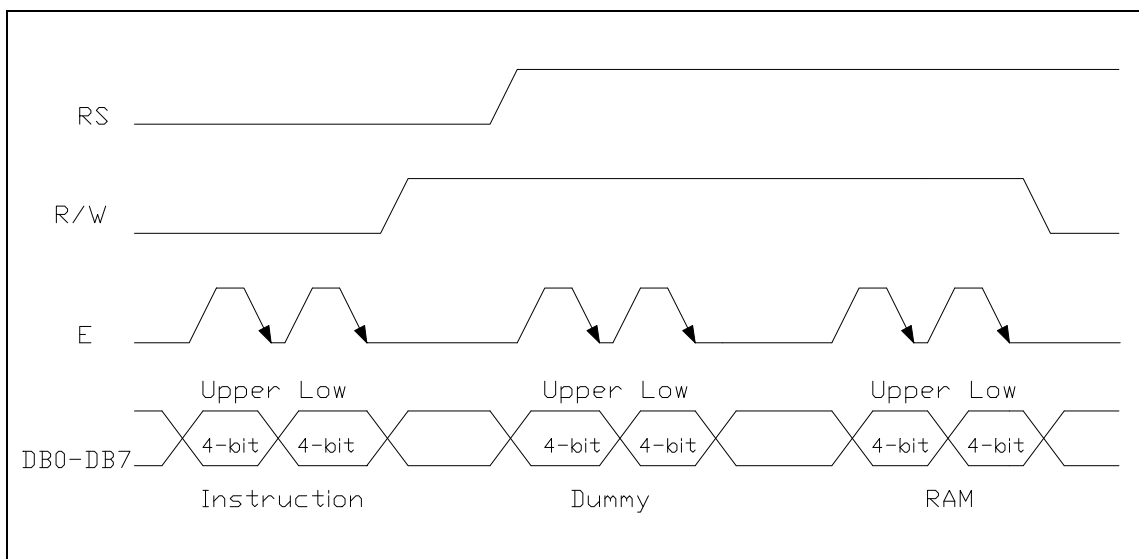 RS
R/W
E
Upper Low Upper Low Upper Low
DB0-DB7 4-bit 4-bit 4-bit 4-bit 4-bit 4-bit
Instruction Dummy RAM